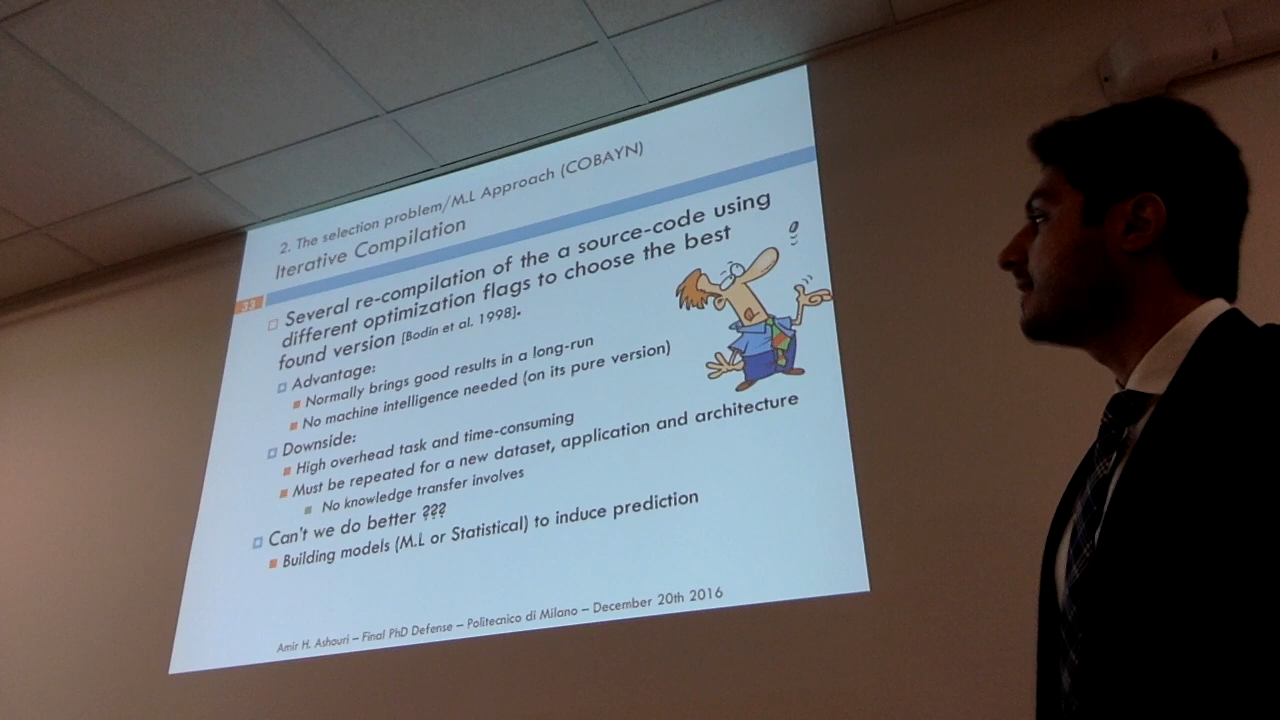 2. The selection problem/M.L Approach (COBAYN)
Iterative Compilation
33
Several re-compilation of the a source-code using
different optimization flags to choose the best
found version [Bodin et al. 1998].
Advantage:
Normally brings good results in a long-run
No machine intelligence needed (on its pure version)
Downside:
High overhead task and time-consuming
Must be repeated for a new dataset, application and architecture
No knowledge transfer involves
Can't we do better ???
Building models (M.L or Statistical) to induce prediction
Amir H. Ashouri – Final PhD Defense – Politecnico di Milano – December 20th 2016